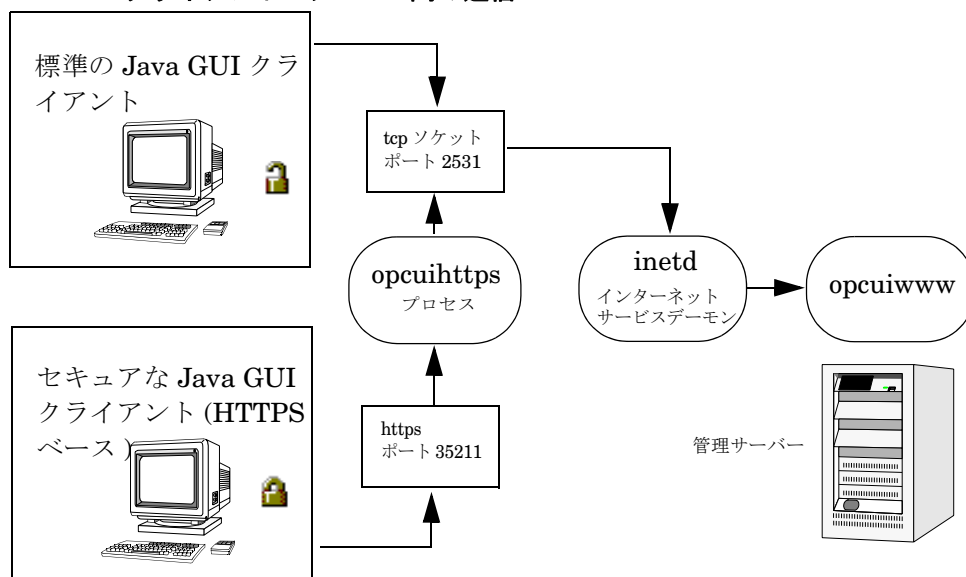 標準の Java GUI クラ
イアント
tcp ソケット
ポート 2531
opcuihttps
プロセス
inetd
インターネット
サービスデーモン
opcuiwww
セキュアな Java GUI
クライアント (HTTPS
ベース )
https
ポート 35211
管理サーバー